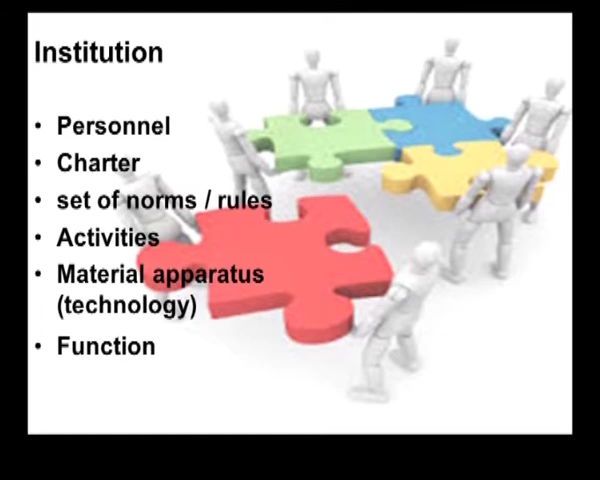 Institution
• Personnel
• Charter
• set of norms / rules
• Activities
• Material apparatus
(technology)
• Function